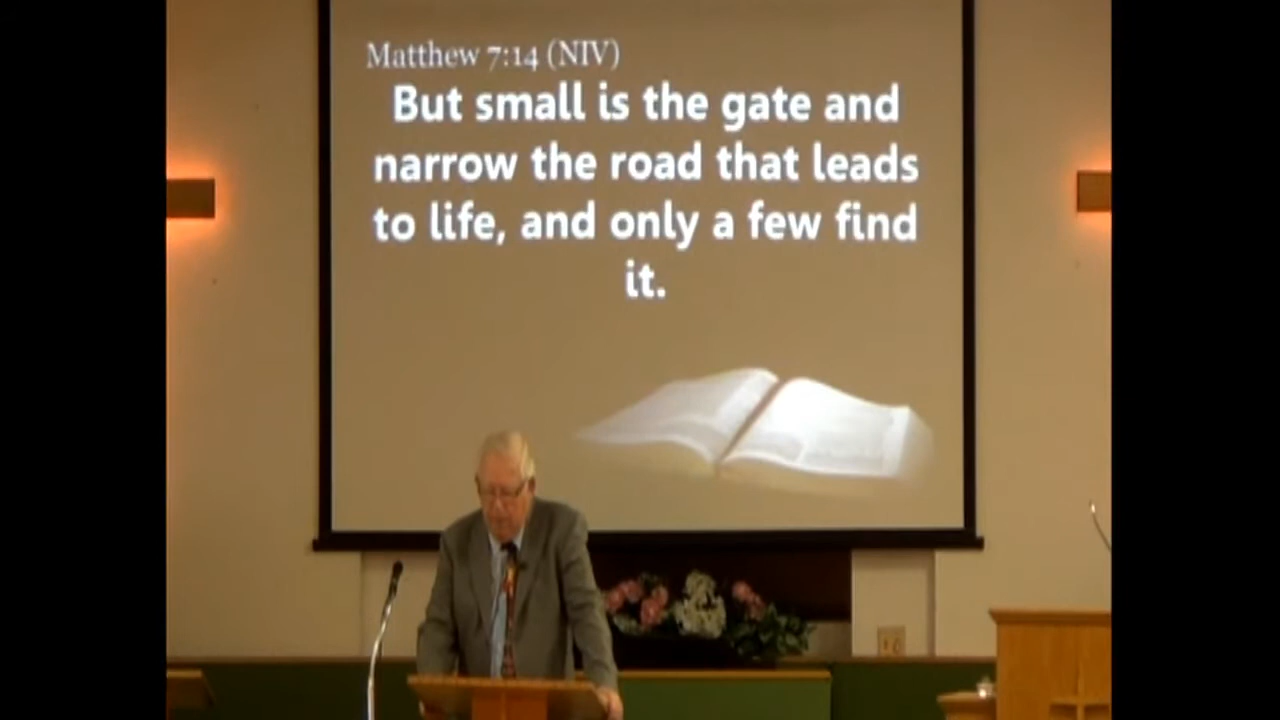 Matthew 7:14 (NIV)
But small is the gate and
narrow the road that leads
to life, and only a few find
it.